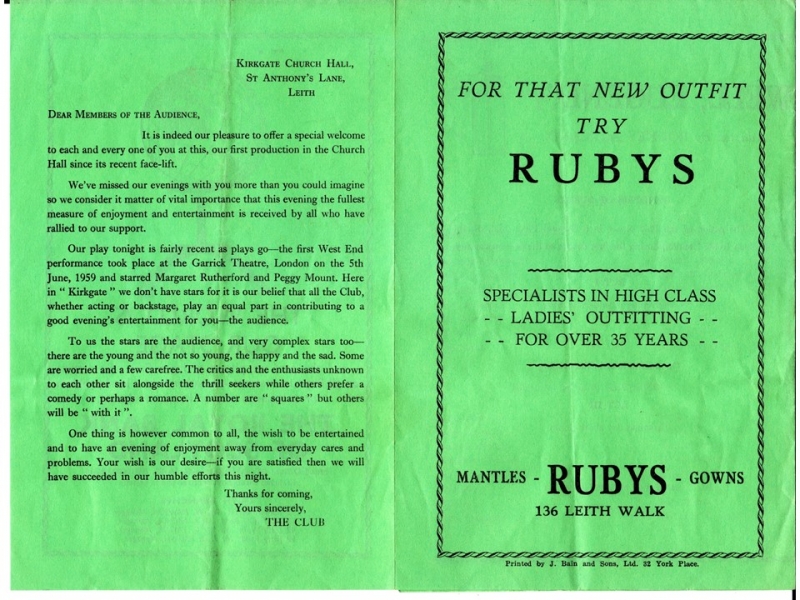 Kirkgate Church Hall,
St Anthony's Lane,
Leith
Dear Members of the Audience,
It is indeed our pleasure to offer a special welcome
to each and every one of you at this, our first production in the Church
Hall since its recent face-lift.
We've missed our evenings with you more than you could imagine
so we consider it matter of vital importance that this evening the fullest
measure of enjoyment and entertainment is received by all who have
rallied to our support.
Our play tonight is fairly recent as plays go—the first West End
performance took place at the Garrick Theatre, London on the 5th
June, 1959 and starred Margaret Rutherford and Peggy Mount. Here
in " Kirkgate " we don't have stars for it is our belief that all the Club,
whether acting or backstage, play an equal part in contributing to a
good evening's entertainment for you—the audience.
To us the stars are the audience, and very complex stars too—
there are the young and the not so young, the happy and the sad. Some
are worried and a few carefree. The critics and the enthusiasts unknown
to each other sit alongside the thrill seekers while others prefer a
comedy or perhaps a romance. A number are " squares " but others
will be " with it ".
One thing is however common to all, the wish to be entertained
and to have an evening of enjoyment away from everyday cares and
problems. Your wish is our desire—if you are satisfied then we will
have succeeded in our humble efforts this night.
Thanks for coming,
Yours sincerely,
THE CLUB
FOR THAT NEW OUTFIT
TRY
RUBYS
SPECIALISTS IN HIGH CLASS
- - LADIES' OUTFITTING - -
- - FOR OVER 35 YEARS - -
MANTLES - RUBYS - GOWNS
136 LEITH WALK
Printed by J. Bain and Sons, Ltd. 32 York Place.